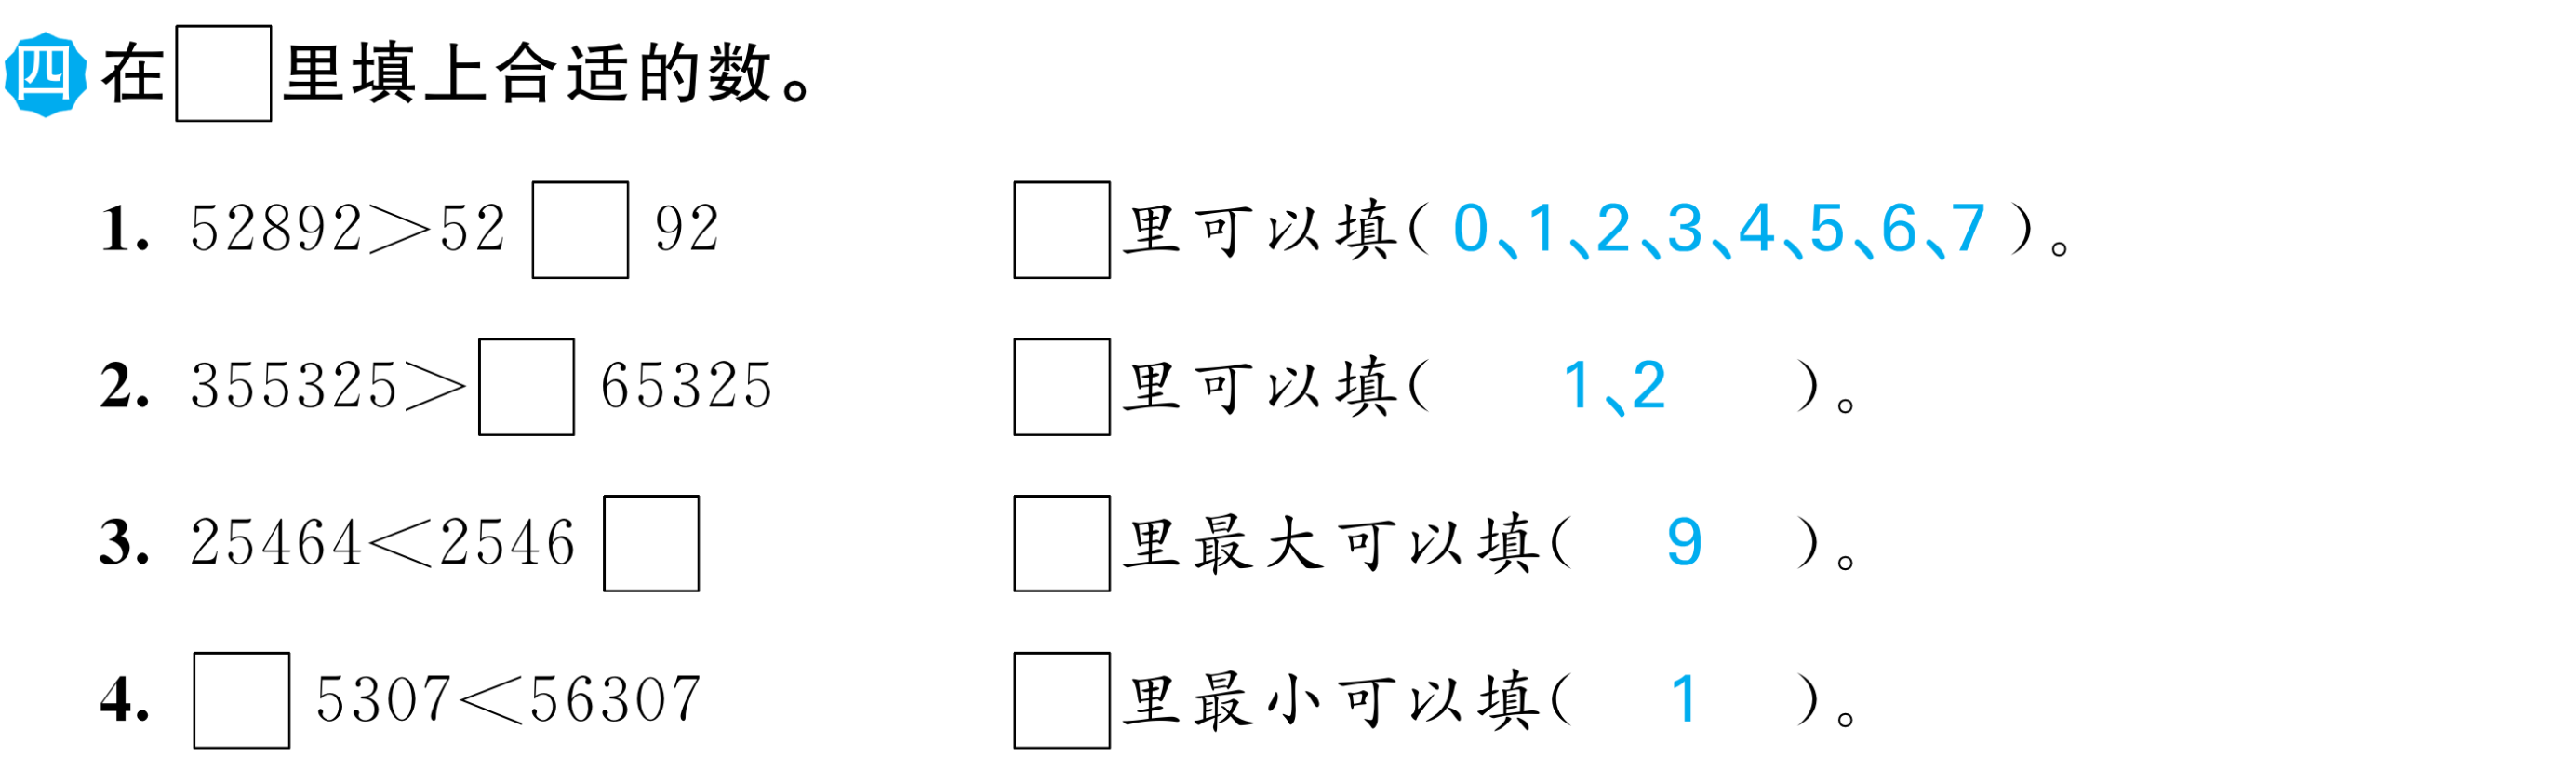 四 在□里填上合适的数。
1. 52892>52□92 □里可以填(0、1、2、3、4、5、6、7)。
2. 355325>□65325 □里可以填( 1、2 )。
3. 25464<2546□ □里最大可以填( 9 )。
4. □5307<56307 □里最小可以填( 1 )。